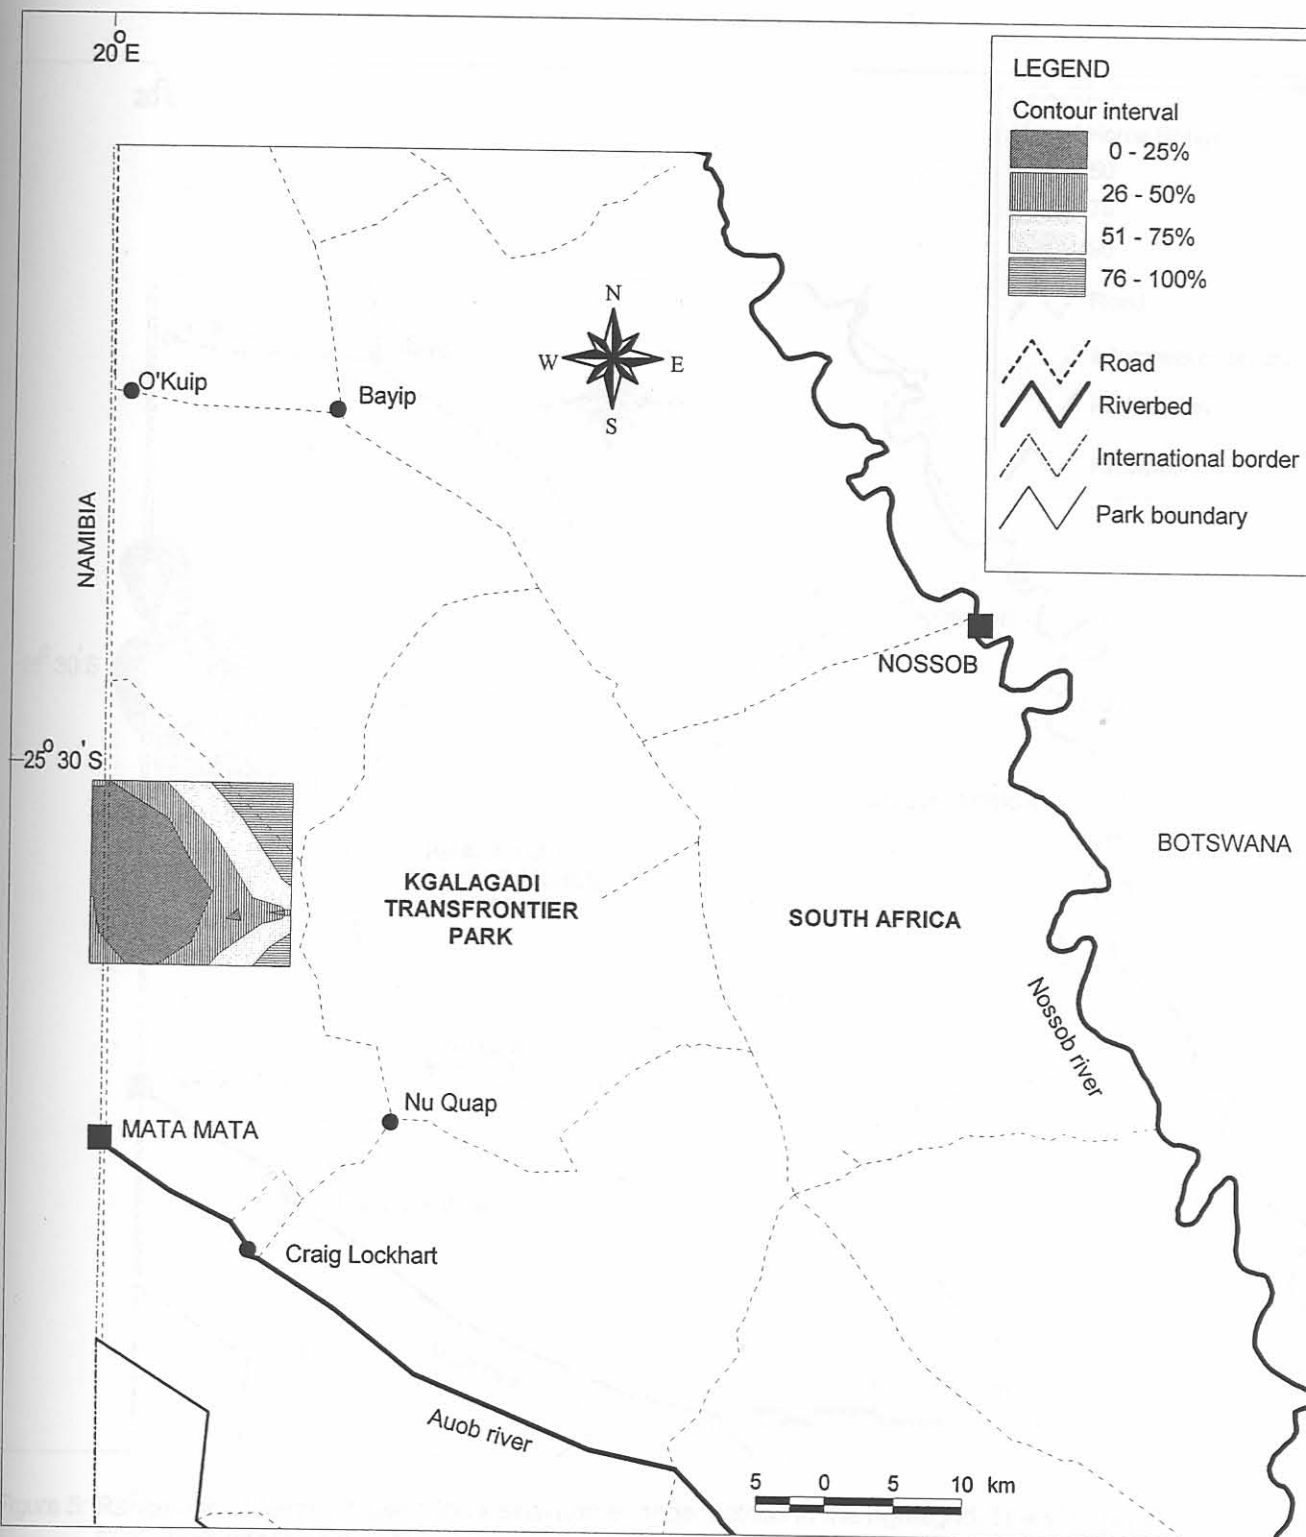 20°E
LEGEND
Contour interval
0 - 25%
26 - 50%
51 - 75%
76 - 100%
Road
Riverbed
International border
Park boundary
N
W E
S
O'Kuip
Bayip
NAMIBIA
NOSSOB
25° 30' S
BOTSWANA
KGALAGADI
TRANSFRONTIER
PARK
SOUTH AFRICA
Nossob river
Nu Quap
MATA MATA
Craig Lockhart
Auob river
5 0 5 10 km